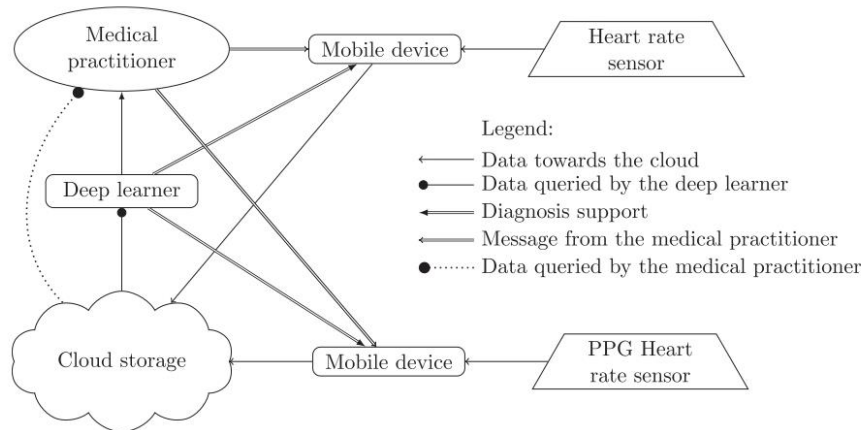 Medical
practitioner
Mobile device
Heart rate
sensor
Legend:
Data towards the cloud
Deep learner
Data queried by the deep learner
Diagnosis support
Message from the medical practitioner
Data queried by the medical practitioner
Cloud storage
Mobile device
PPG Heart
rate sensor